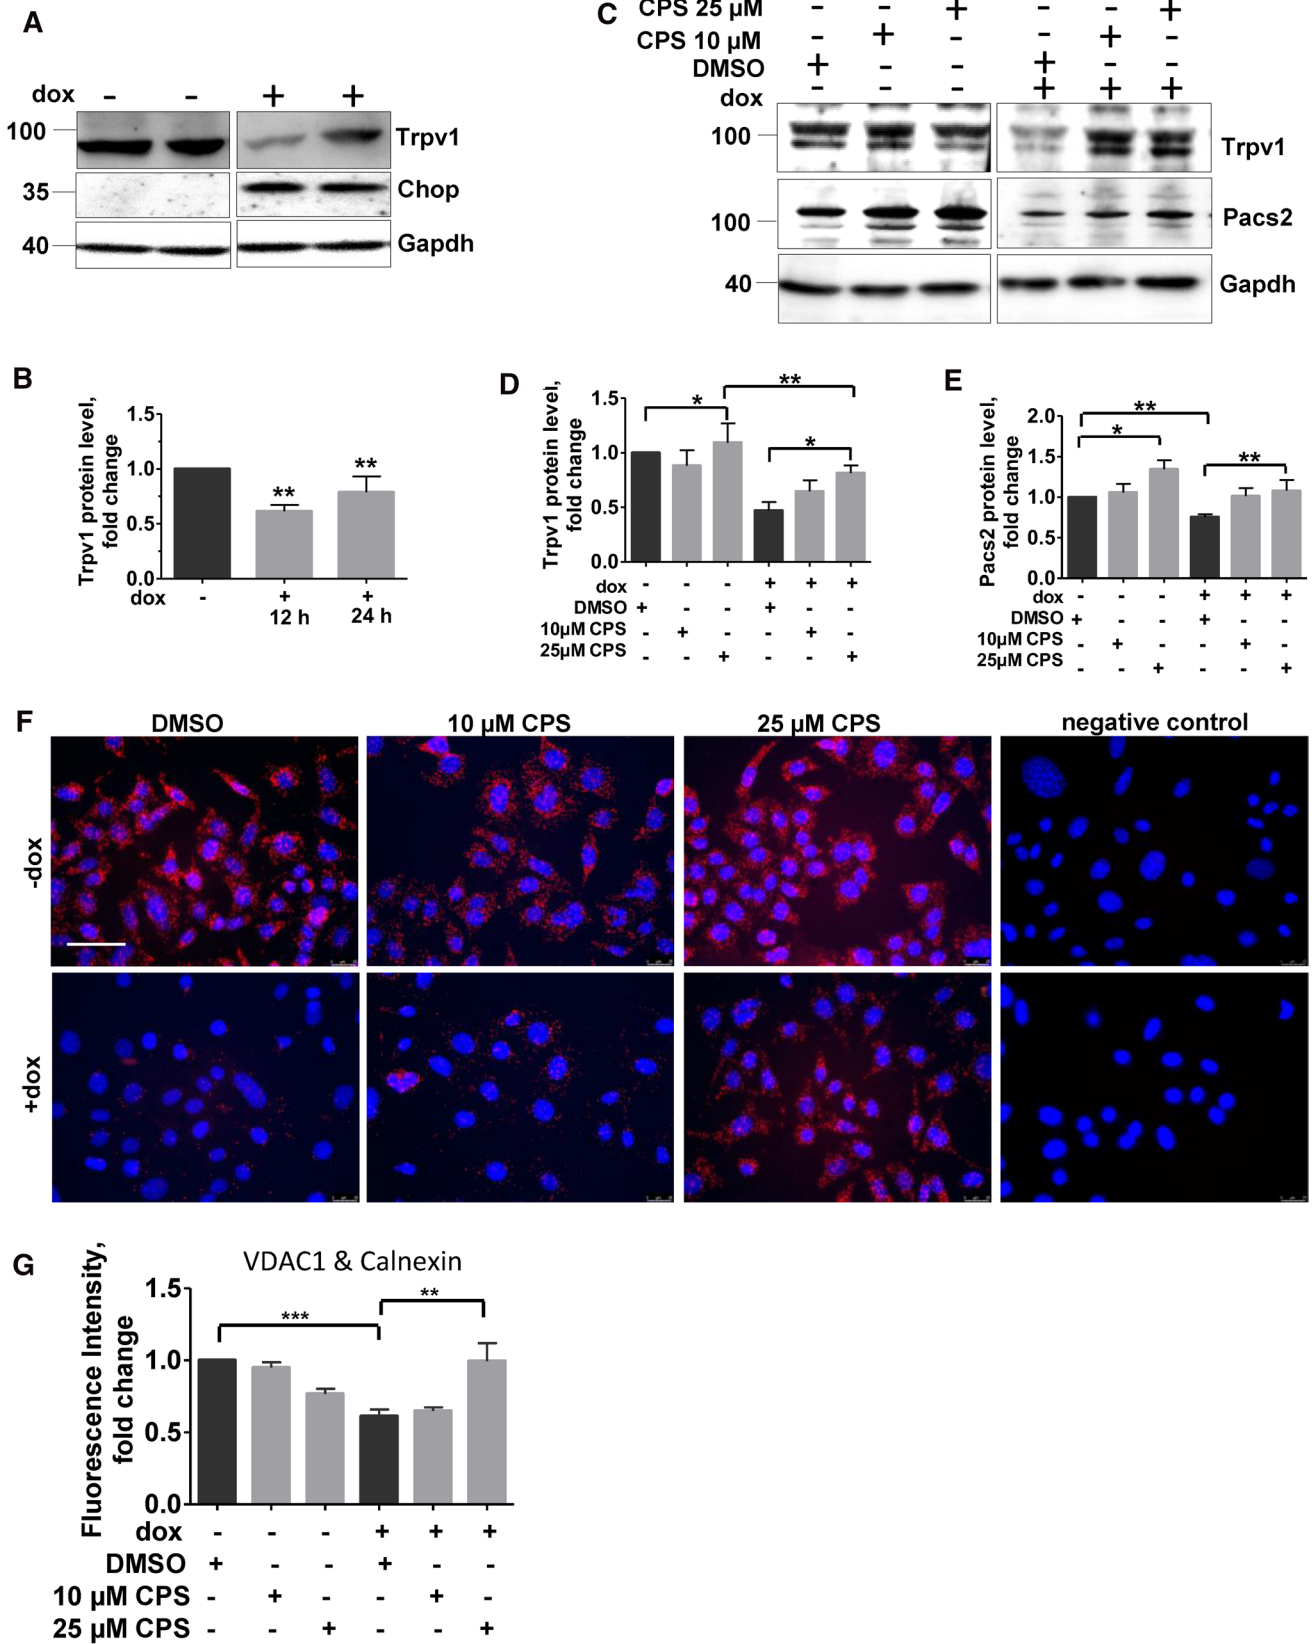 A
dox - - + +
100 Trpv1
35 Chop
40 Gapdh
C
CPS 25 µM - - + - - +
CPS 10 µM - + - - + -
DMSO + - - + - -
dox - - - + + +
100 Trpv1
100 Pacs2
40 Gapdh
B
Trpv1 protein level,
fold change
1.5
1.0
0.5
0.0
** **
dox - + +
12 h 24 h
D
Trpv1 protein level,
fold change
1.5
1.0
0.5
0.0
* ** *
dox - - - + + +
DMSO + - - + - -
10µM CPS - + - - + -
25µM CPS - - + - - +
E
Pacs2 protein level,
fold change
2.0
1.5
1.0
0.5
0.0
** * **
dox - - - + + +
DMSO + - - + - -
10µM CPS - + - - + -
25µM CPS - - + - - +
F
DMSO 10 µM CPS 25 µM CPS negative control
-dox
+dox
G
VDAC1 & Calnexin
Fluorescence Intensity,
fold change
1.5
1.0
0.5
0.0
*** **
dox - - - + + +
DMSO + - - + - -
10 µM CPS - + - - + -
25 µM CPS - - + - - +